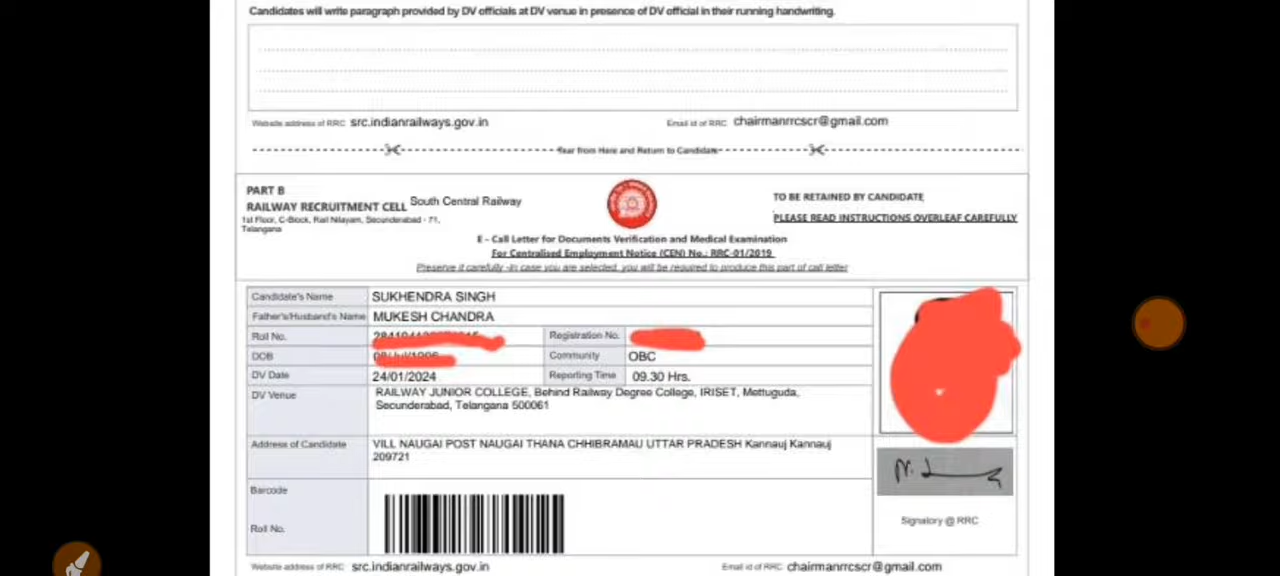 Candidates will write paragraph provided by DV officials at DV venue in presence of DV official in their running handwriting.
Website address of RRC src.indianrailways.gov.in Email id of RRC chairmanrrcscr@gmail.com
Tear from Here and Return to Candidate
PART B
TO BE RETAINED BY CANDIDATE
RAILWAY RECRUITMENT CELL South Central Railway
PLEASE READ INSTRUCTIONS OVERLEAF CAREFULLY
1st Floor, C-Block, Rail Nilayam, Secunderabad - 71,
Telangana
E - Call Letter for Documents Verification and Medical Examination
For Centralised Employment Notice (CEN) No.: RRC-01/2019
Preserve it carefully -In case you are selected, you will be required to produce this part of call letter
Candidate's Name SUKHENDRA SINGH
Father's/Husband's Name MUKESH CHANDRA
Roll No. Registration No.
DOB Community OBC
DV Date 24/01/2024 Reporting Time 09.30 Hrs.
DV Venue RAILWAY JUNIOR COLLEGE, Behind Railway Degree College, IRISET, Mettuguda,
Secunderabad, Telangana 500061
Address of Candidate VILL NAUGAI POST NAUGAI THANA CHHIBRAMAU UTTAR PRADESH Kannauj Kannauj
209721
Barcode
Roll No.
Signatory @ RRC
Website address of RRC src.indianrailways.gov.in Email id of RRC chairmanrrcscr@gmail.com